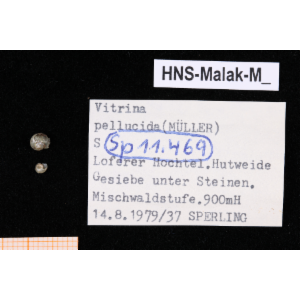 HNS-Malak-M_
Vitrina
pellucida(MÜLLER)
S Sp 11.469
Loferer Hochtel.Hutweide
Gesiebe unter Steinen.
Mischwaldstufe.900mH
14.8.1979/37 SPERLING